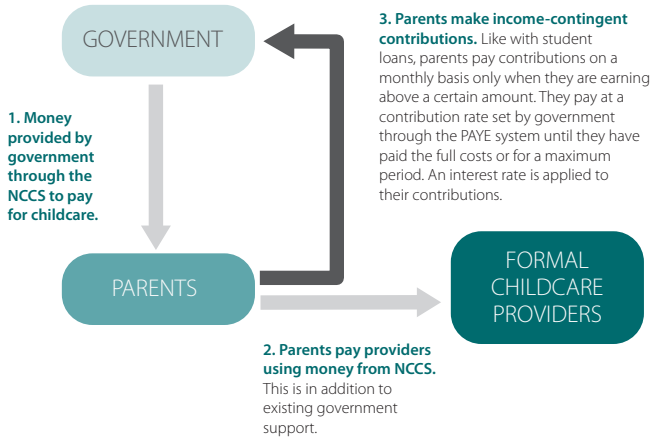 GOVERNMENT
1. Money
provided by
government
through the
NCCS to pay
for childcare.
3. Parents make income-contingent
contributions. Like with student
loans, parents pay contributions on a
monthly basis only when they are earning
above a certain amount. They pay at a
contribution rate set by government
through the PAYE system until they have
paid the full costs or for a maximum
period. An interest rate is applied to
their contributions.
PARENTS
FORMAL
CHILDCARE
PROVIDERS
2. Parents pay providers
using money from NCCS.
This is in addition to
existing government
support.